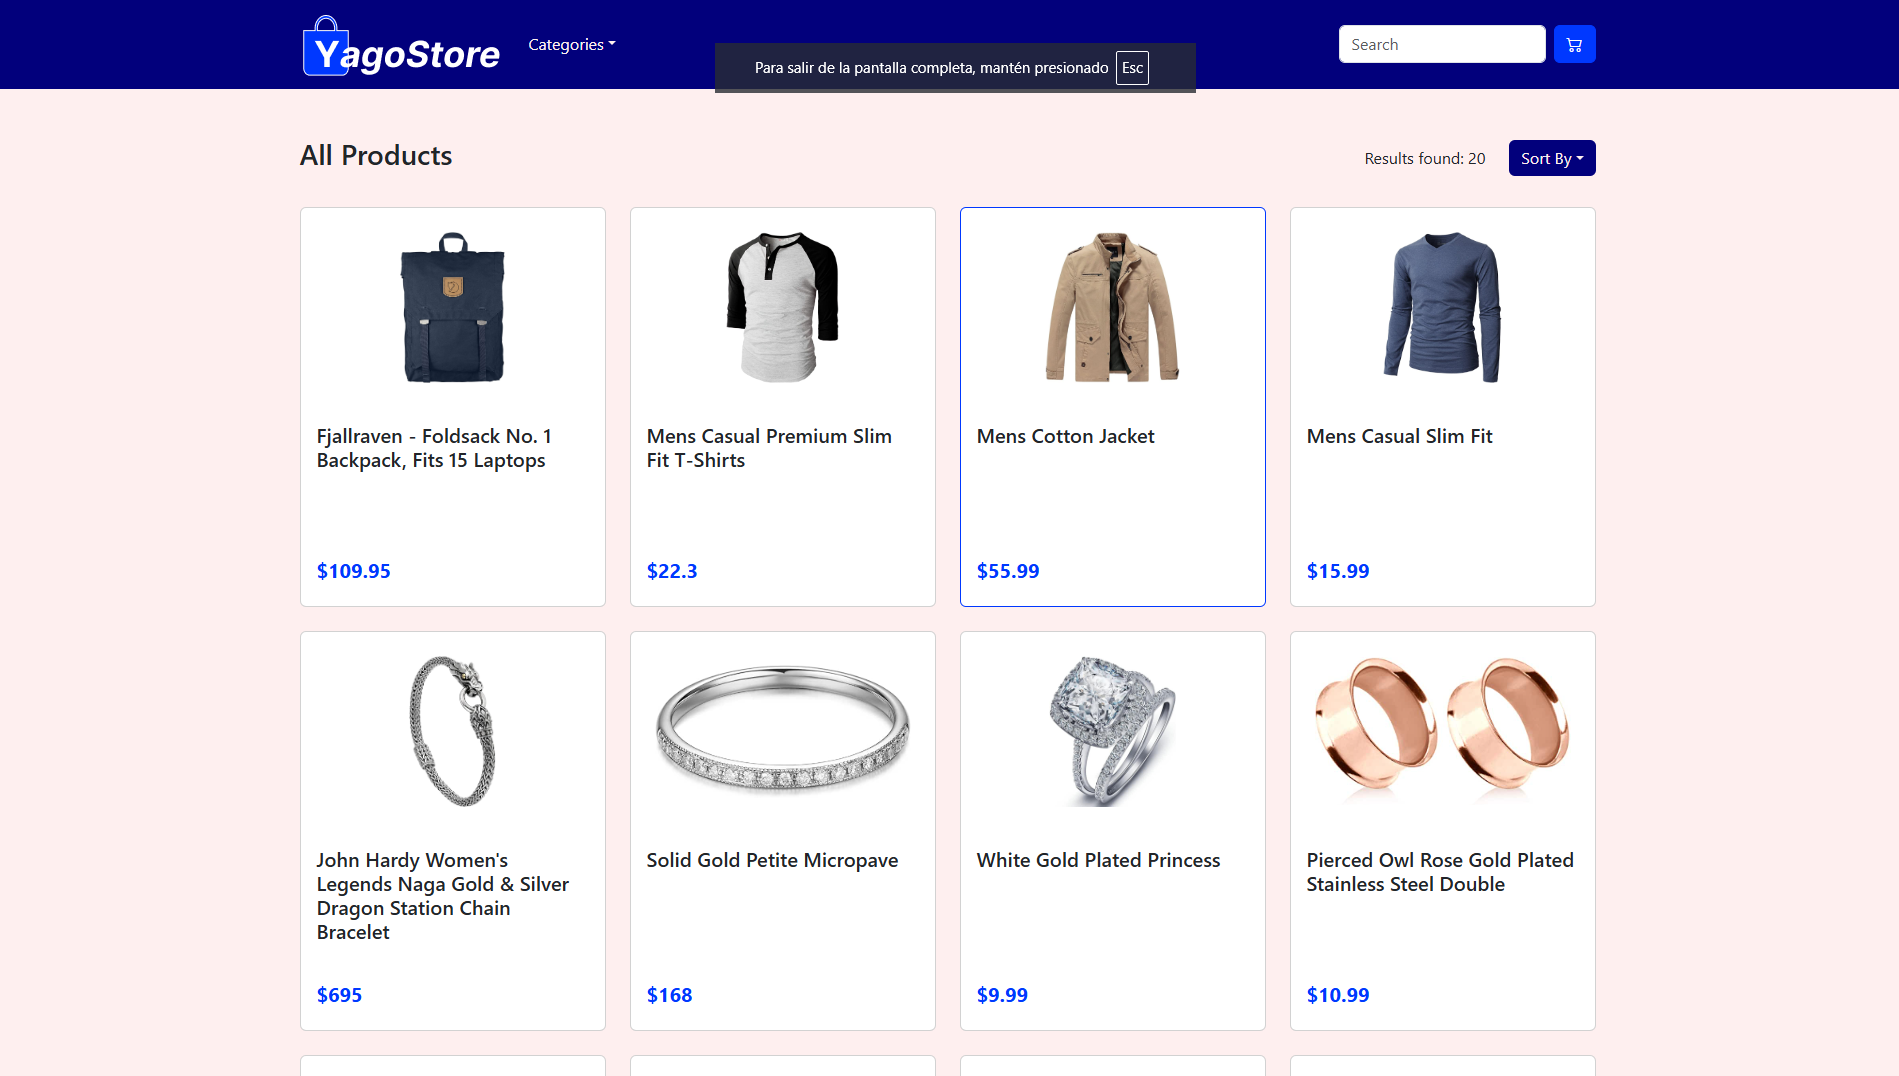 YagoStore
Categories
Para salir de la pantalla completa, mantén presionado Esc
Search
All Products
Results found: 20
Sort By
Fjallraven - Foldsack No. 1
Backpack, Fits 15 Laptops
$109.95
Mens Casual Premium Slim
Fit T-Shirts
$22.3
Mens Cotton Jacket
$55.99
Mens Casual Slim Fit
$15.99
John Hardy Women's
Legends Naga Gold & Silver
Dragon Station Chain
Bracelet
$695
Solid Gold Petite Micropave
$168
White Gold Plated Princess
$9.99
Pierced Owl Rose Gold Plated
Stainless Steel Double
$10.99